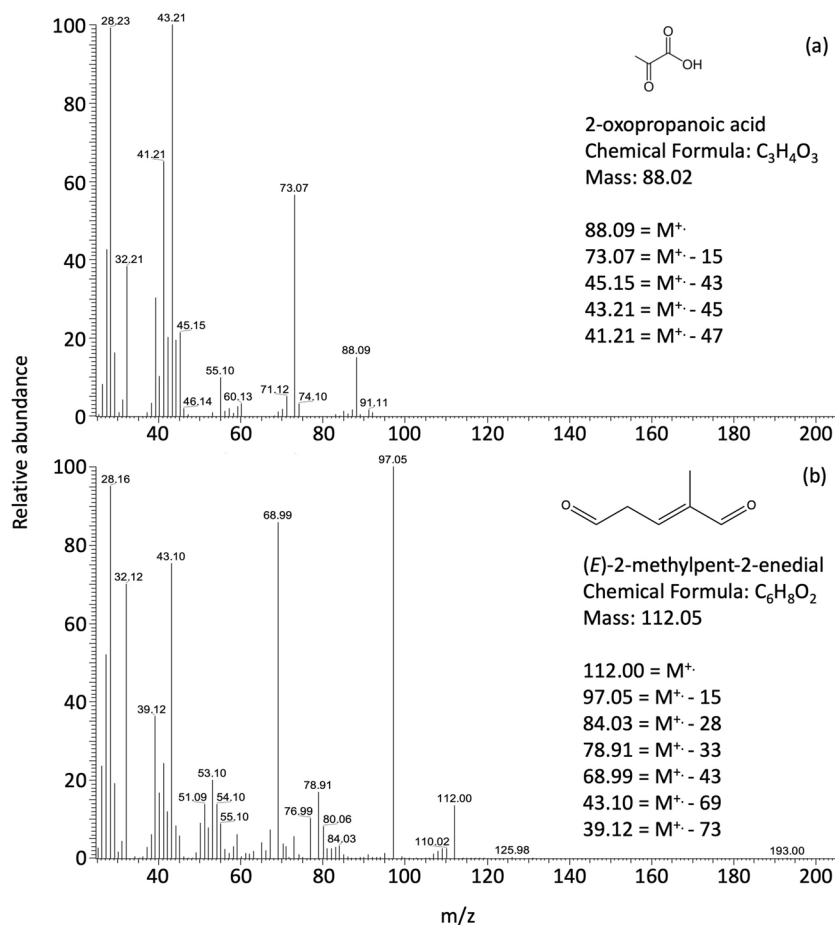 Relative abundance
100
80
60
40
20
0
28.23
43.21
41.21
32.21
45.15
46.14
55.10
60.13
71.12
73.07
74.10
88.09
91.11
40 60 80 100 120 140 160 180 200
O
OH
O
(a)
2-oxopropanoic acid
Chemical Formula: C₃H₄O₃
Mass: 88.02
88.09 = M⁺·
73.07 = M⁺· - 15
45.15 = M⁺· - 43
43.21 = M⁺· - 45
41.21 = M⁺· - 47
100
80
60
40
20
0
28.16
32.12
43.10
39.12
51.09
53.10
54.10
55.10
68.99
76.99
78.91
80.06
84.03
97.05
110.02
112.00
125.98
193.00
40 60 80 100 120 140 160 180 200
m/z
(b)
O
O
(E)-2-methylpent-2-enedial
Chemical Formula: C₆H₈O₂
Mass: 112.05
112.00 = M⁺·
97.05 = M⁺· - 15
84.03 = M⁺· - 28
78.91 = M⁺· - 33
68.99 = M⁺· - 43
43.10 = M⁺· - 69
39.12 = M⁺· - 73